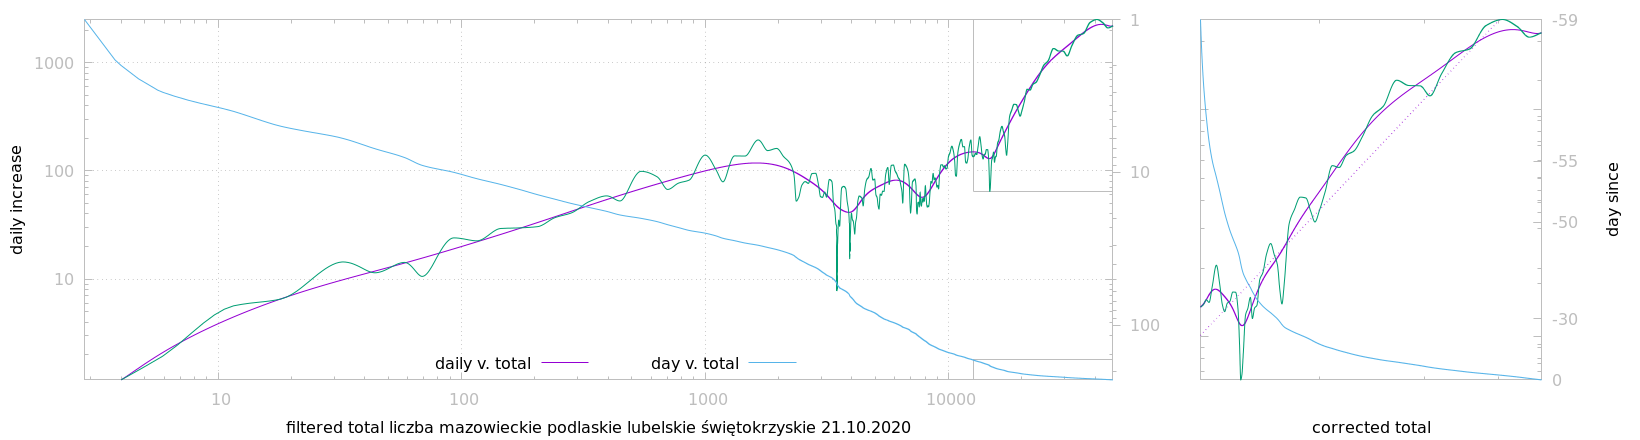 1 -59
1000
-55
100 10
daily increase
day since
-50
10
-30
100
daily v. total day v. total
0
10 100 1000 10000
filtered total liczba mazowieckie podlaskie lubelskie świętokrzyskie 21.10.2020 corrected total